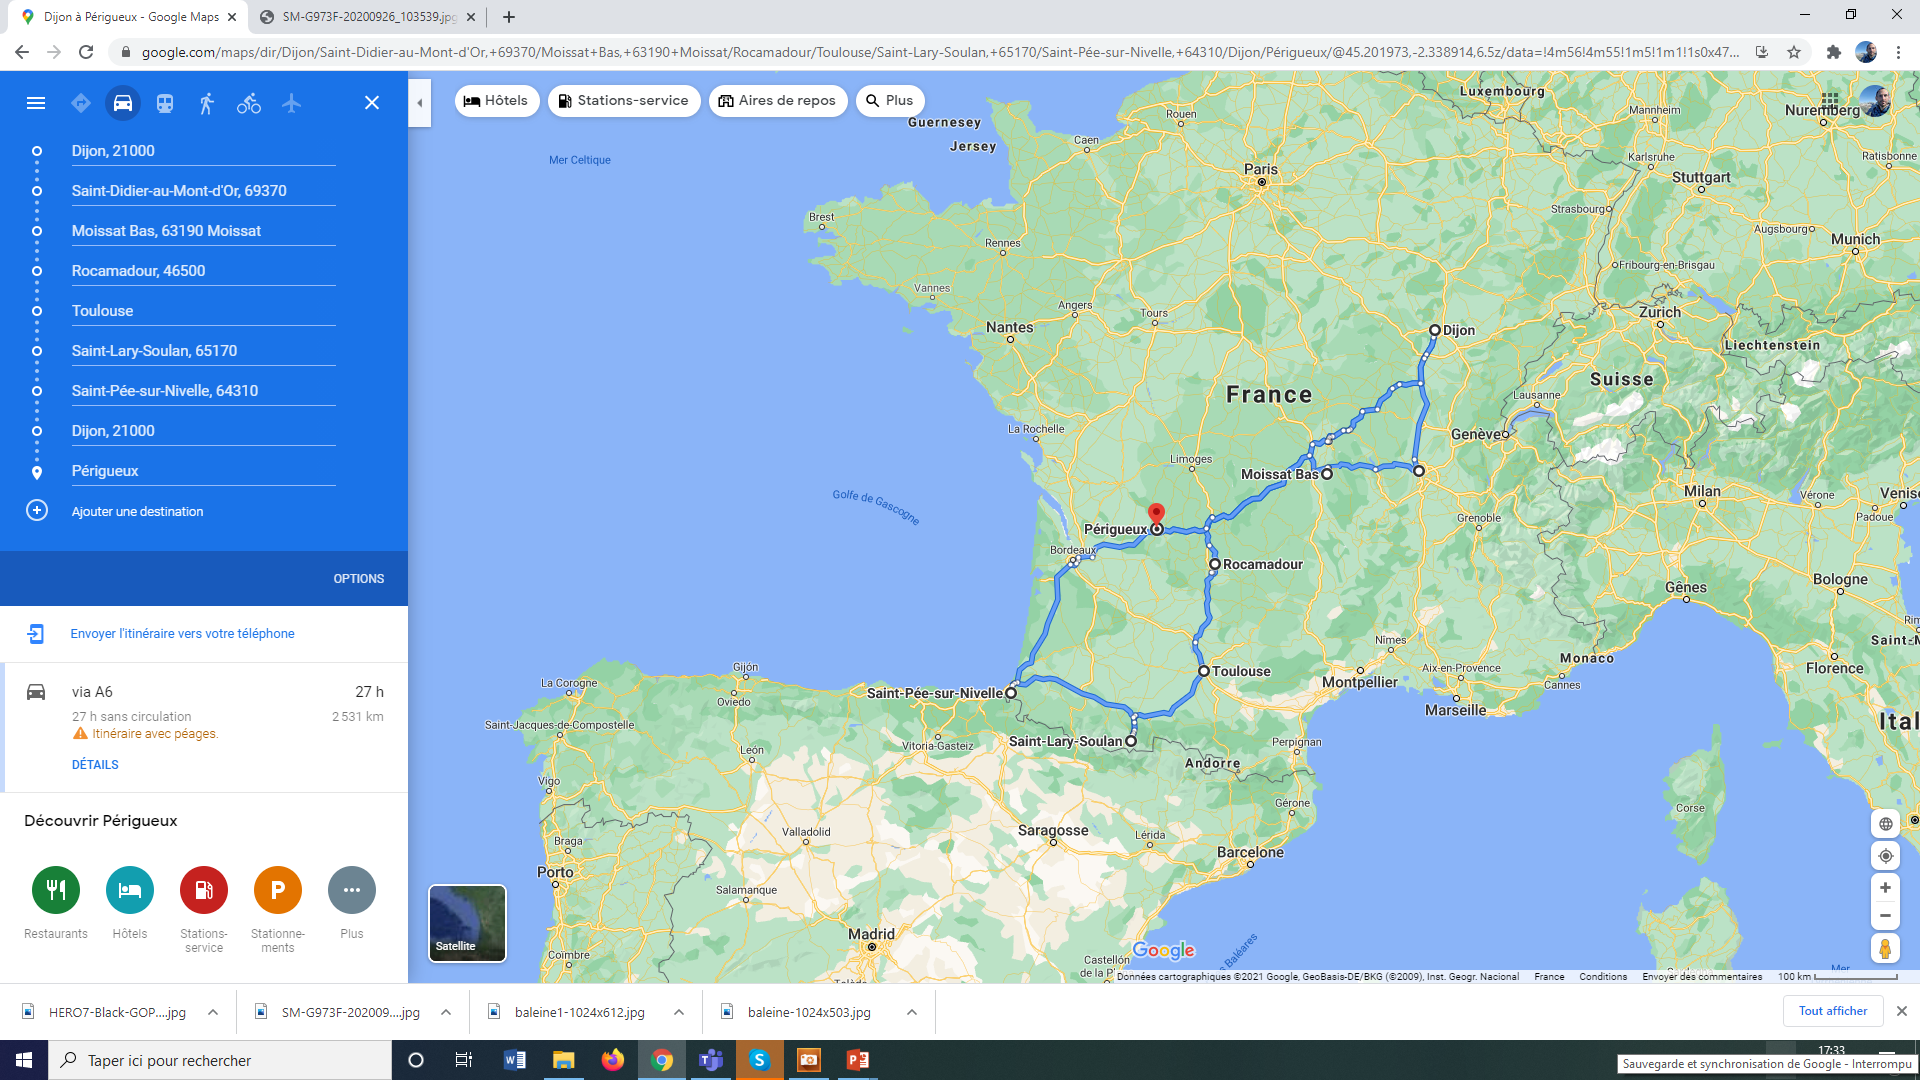 Dijon à Périgueux - Google Maps
SM-G973F-20200926_103539.jpg
google.com/maps/dir/Dijon/Saint-Didier-au-Mont-d'Or,+69370/Moissat+Bas,+63190+Moissat/Rocamadour/Toulouse/Saint-Lary-Soulan,+65170/Saint-Pée-sur-Nivelle,+64310/Dijon/Périgueux/@45.201973,-2.338914,6.5z/data=!4m56!4m55!1m5!1m1!1s0x47...
Dijon, 21000
Saint-Didier-au-Mont-d'Or, 69370
Moissat Bas, 63190 Moissat
Rocamadour, 46500
Toulouse
Saint-Lary-Soulan, 65170
Saint-Pée-sur-Nivelle, 64310
Dijon, 21000
Périgueux
Ajouter une destination
OPTIONS
Envoyer l'itinéraire vers votre téléphone
via A6
27 h
27 h sans circulation
2 531 km
Itinéraire avec péages.
DÉTAILS
Découvrir Périgueux
Restaurants
Hôtels
Stations-
service
Stationne-
ments
Plus
Hôtels
Stations-service
Aires de repos
Plus
Guernesey
Jersey
Mer Celtique
Rouen
Caen
Luxembourg
Mannheim
Nuremberg
Paris
Karlsruhe
Ratisbonne
Stuttgart
Brest
Strasbourg
Augsbourg
Munich
Rennes
Fribourg-en-Brisgau
Vannes
Angers
Tours
Nantes
Zurich
Dijon
Liechtenstein
France
Suisse
Lausanne
La Rochelle
Genève
Limoges
Moissat Bas
Milan
Vérone
Venise
Padoue
Golfe de Gascogne
Grenoble
Périgueux
Bordeaux
Rocamadour
Bologne
Gênes
Rim
Nîmes
Saint-M
Monaco
Gijón
Toulouse
Aix-en-Provence
Florence
La Corogne
Montpellier
Cannes
Saint-Pée-sur-Nivelle
Oviedo
Marseille
Saint-Jacques-de-Compostelle
Ital
Vitoria-Gasteiz
Saint-Lary-Soulan
Perpignan
León
Andorre
Vigo
Gérone
Corse
Valladolid
Saragosse
Lérida
Braga
Barcelone
Porto
Salamanque
Satellite
Madrid
Castellón
de la Pl
Google
s Baléares
Coïmbre
Tolède
Mer
Données cartographiques ©2021 Google, GeoBasis-DE/BKG (©2009), Inst. Geogr. Nacional
France
Conditions
Envoyer des commentaires
100 km
HERO7-Black-GOP....jpg
SM-G973F-202009....jpg
baleine1-1024x612.jpg
baleine-1024x503.jpg
Tout afficher
Taper ici pour rechercher
17:33
Sauvegarde et synchronisation de Google - Interrompu